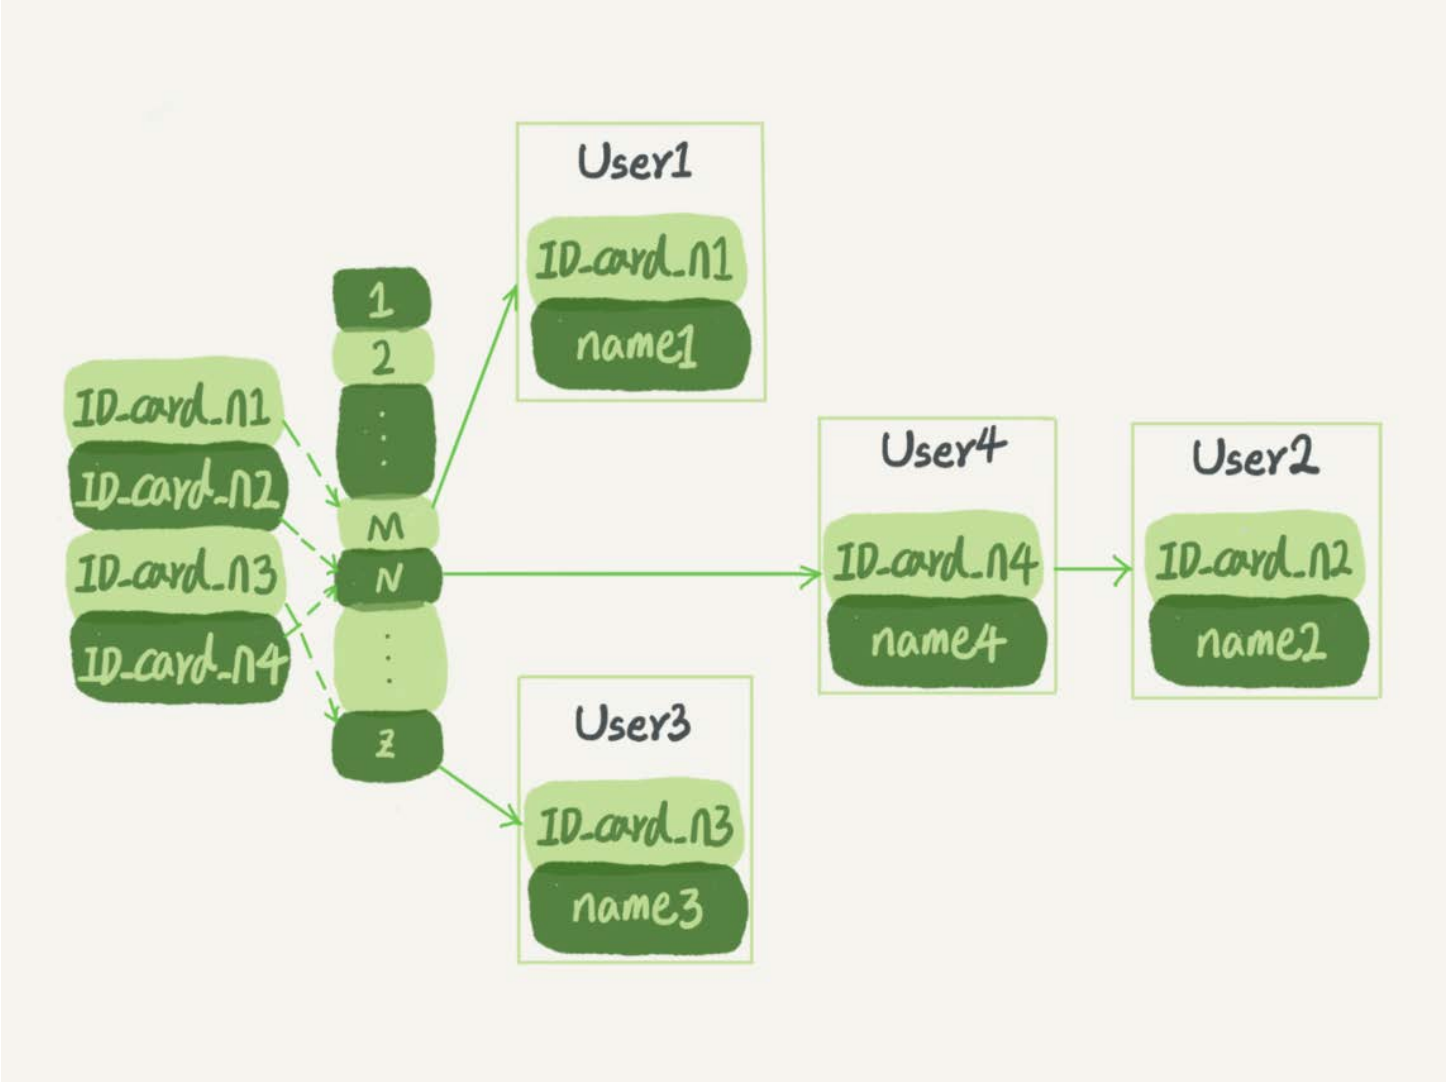 ID_card_n1
ID_card_n2
ID_card_n3
ID_card_n4
1
2
⋮
M
N
⋮
Z
User1
ID_card_n1
name1
User4
ID_card_n4
name4
User2
ID_card_n2
name2
User3
ID_card_n3
name3